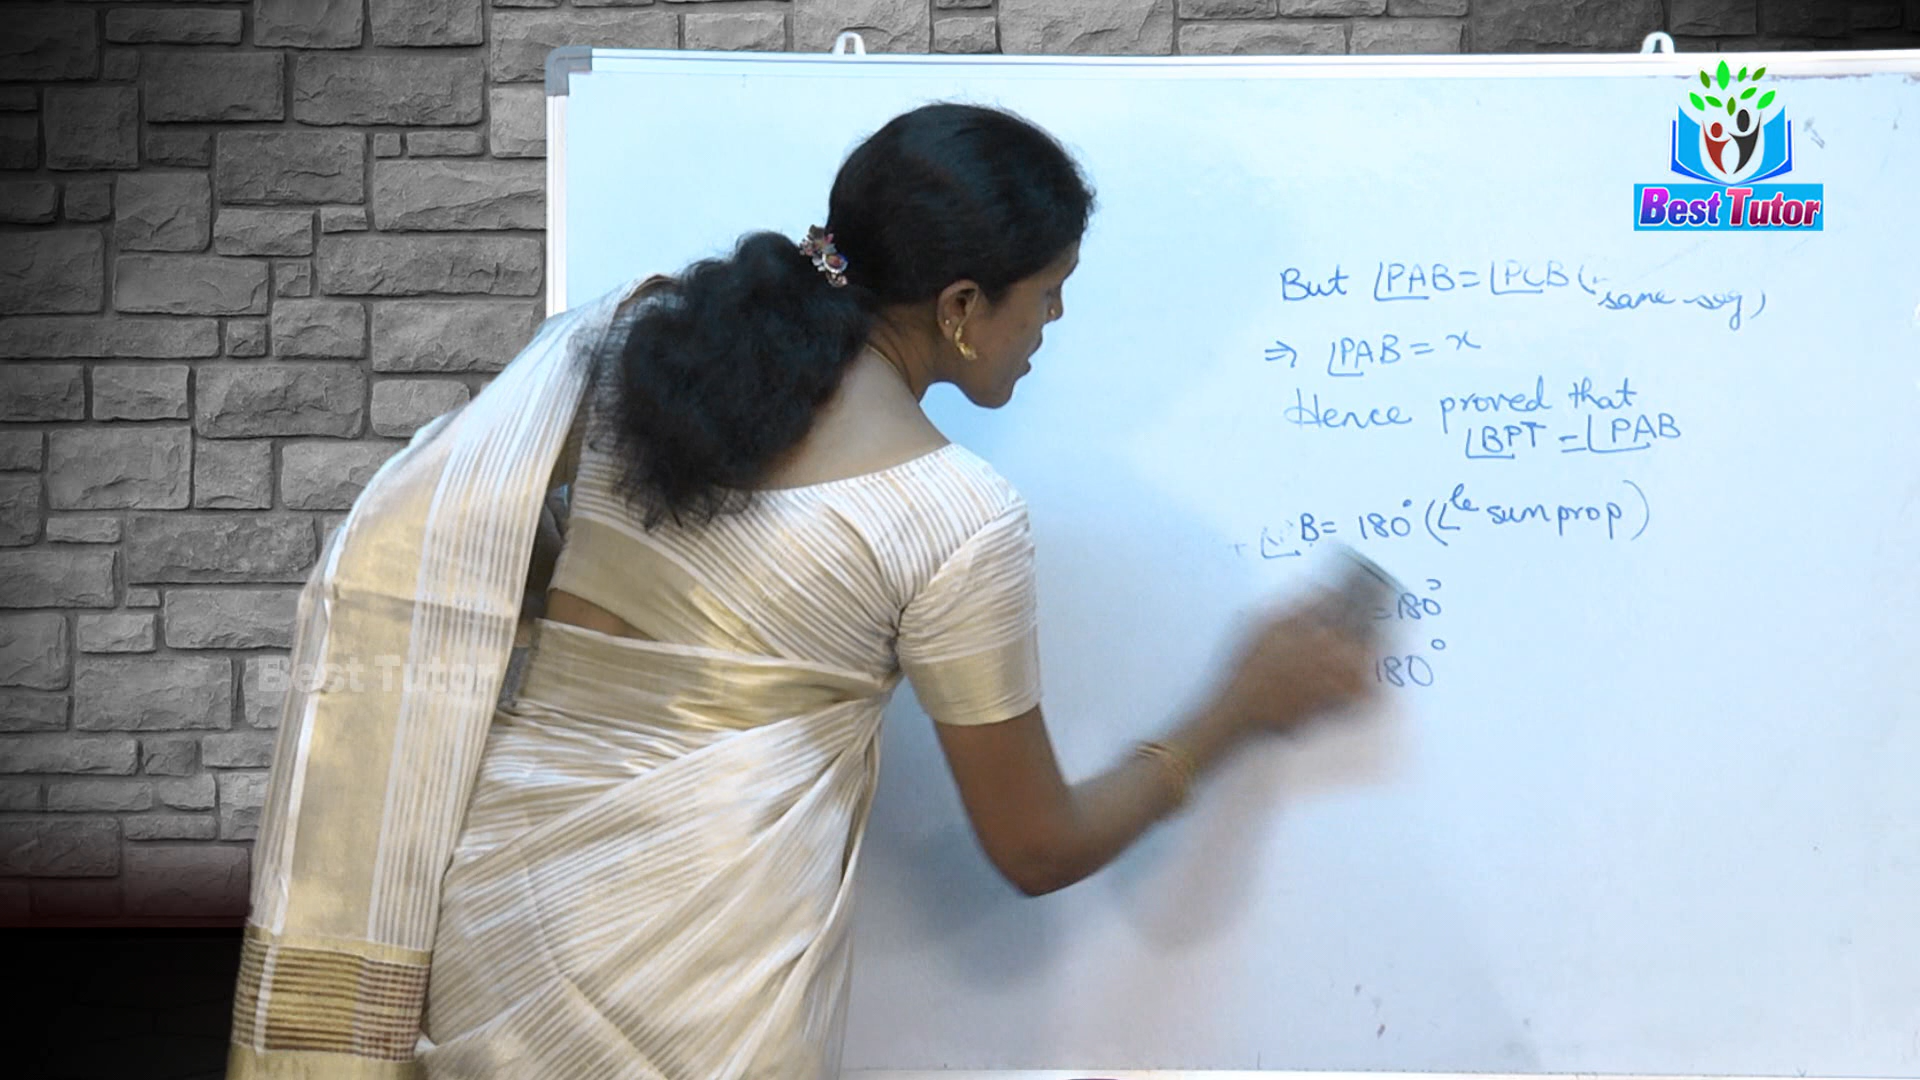 Best Tutor
But ∠PAB = ∠PCB (
same seg)
⇒ ∠PAB = x
Hence proved that
∠BPT = ∠PAB
B = 180° (∠le sum prop)
= 180°
180°
Best Tutor